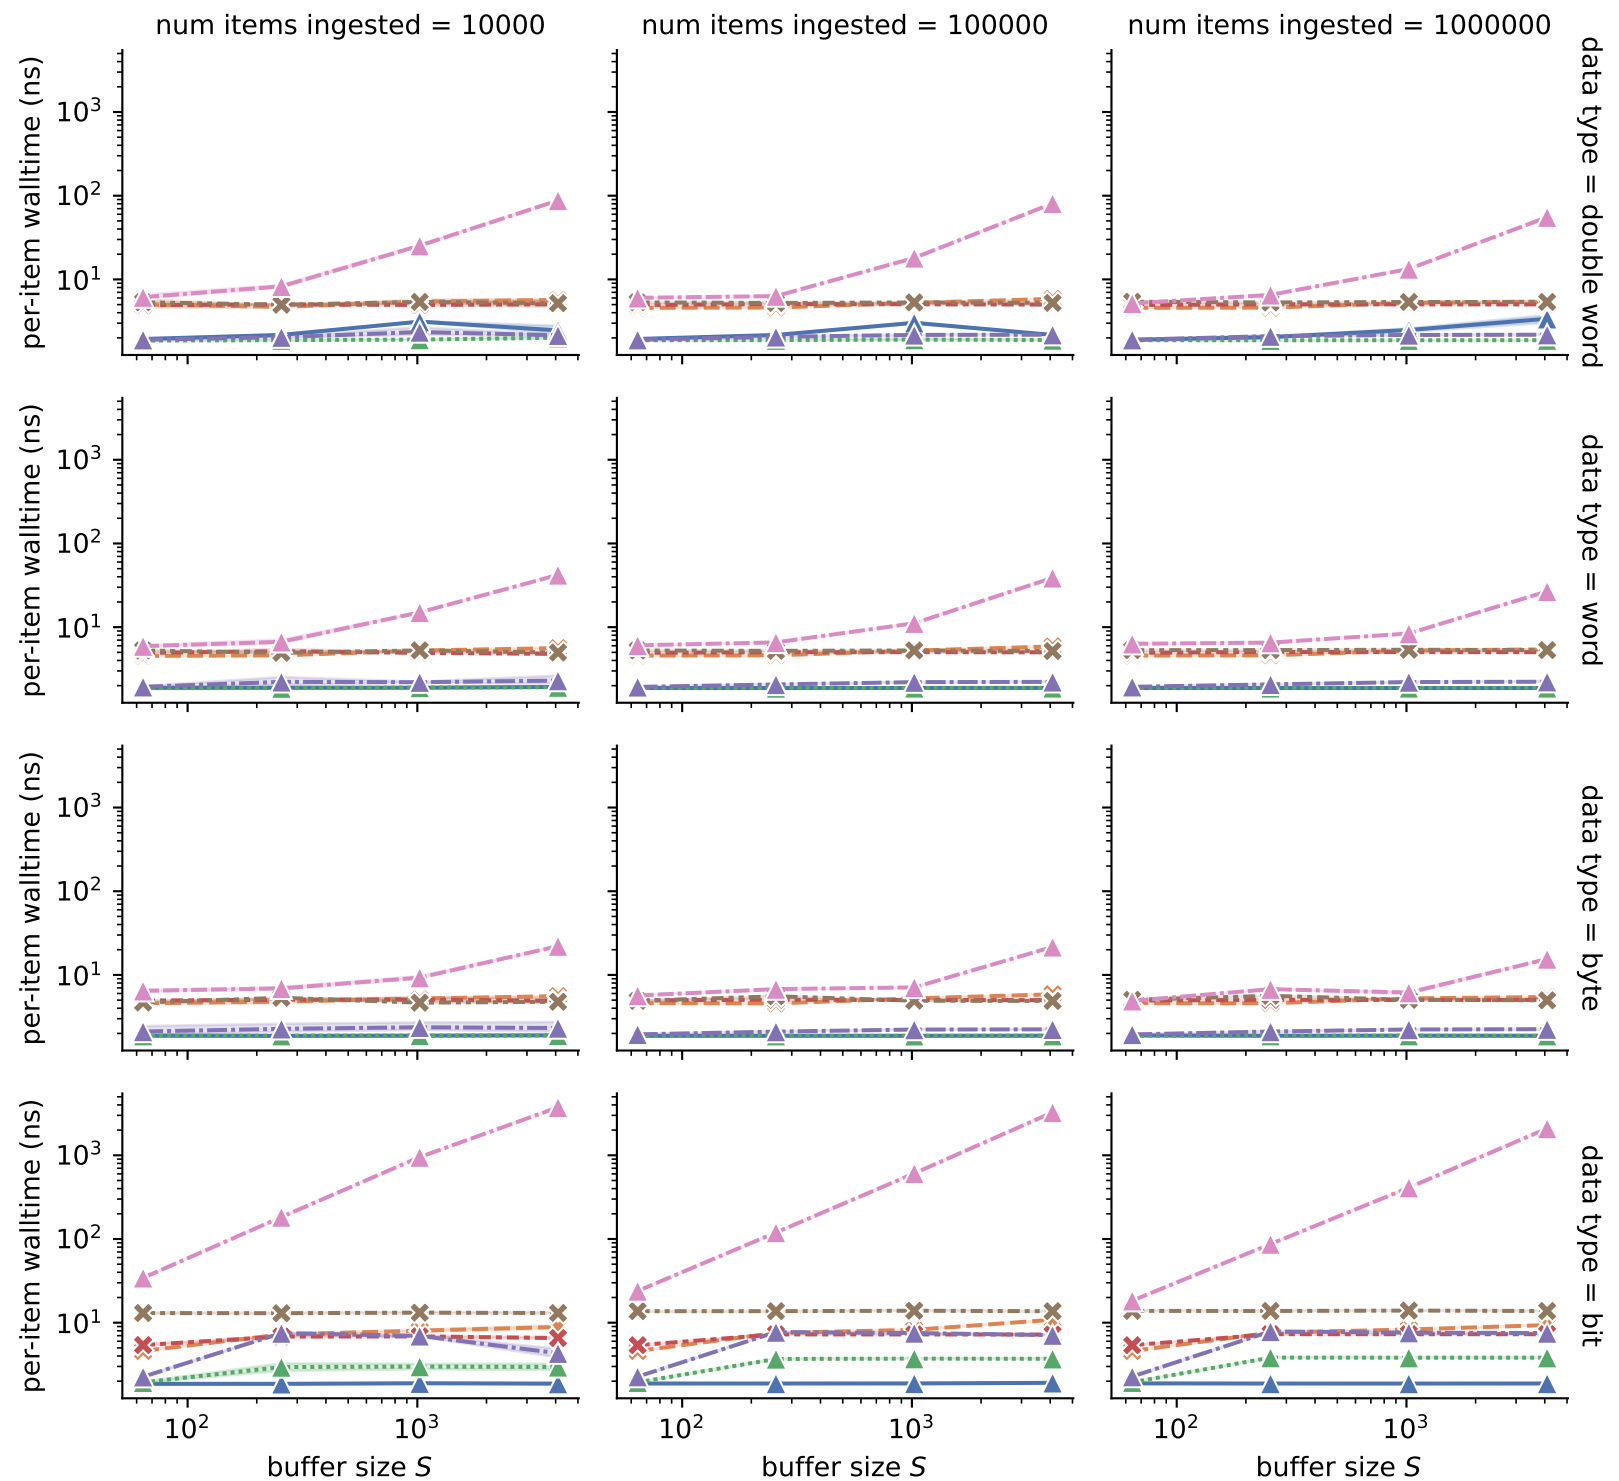 num items ingested = 10000
num items ingested = 100000
num items ingested = 1000000
per-item walltime (ns)
10³
10²
10¹
data type = double word
per-item walltime (ns)
10³
10²
10¹
data type = word
per-item walltime (ns)
10³
10²
10¹
data type = byte
per-item walltime (ns)
10³
10²
10¹
data type = bit
10²
10³
10²
10³
10²
10³
buffer size S
buffer size S
buffer size S